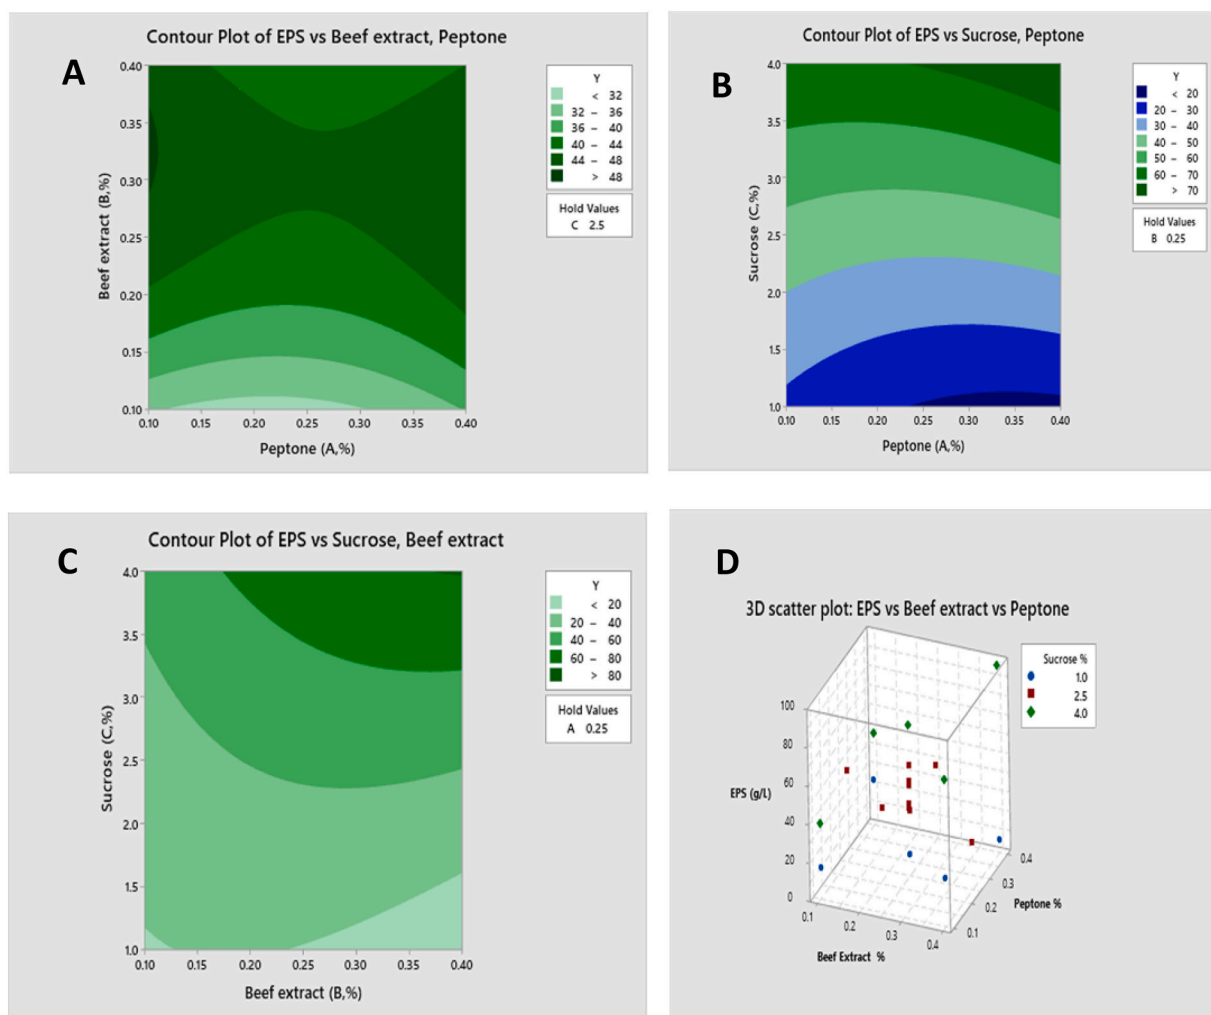 A
Contour Plot of EPS vs Beef extract, Peptone
Beef extract (B,%)
0.40
0.35
0.30
0.25
0.20
0.15
0.10
0.10 0.15 0.20 0.25 0.30 0.35 0.40
Peptone (A,%)
Y
< 32
32 – 36
36 – 40
40 – 44
44 – 48
> 48
Hold Values
C 2.5
B
Contour Plot of EPS vs Sucrose, Peptone
Sucrose (C,%)
4.0
3.5
3.0
2.5
2.0
1.5
1.0
0.10 0.15 0.20 0.25 0.30 0.35 0.40
Peptone (A,%)
Y
< 20
20 – 30
30 – 40
40 – 50
50 – 60
60 – 70
> 70
Hold Values
B 0.25
C
Contour Plot of EPS vs Sucrose, Beef extract
Sucrose (C,%)
4.0
3.5
3.0
2.5
2.0
1.5
1.0
0.10 0.15 0.20 0.25 0.30 0.35 0.40
Beef extract (B,%)
Y
< 20
20 – 40
40 – 60
60 – 80
> 80
Hold Values
A 0.25
D
3D scatter plot: EPS vs Beef extract vs Peptone
EPS (g/L)
100
80
60
40
20
0
0.1 0.2 0.3 0.4
Beef Extract %
0.1
0.2
0.3
0.4
Peptone %
Sucrose %
1.0
2.5
4.0